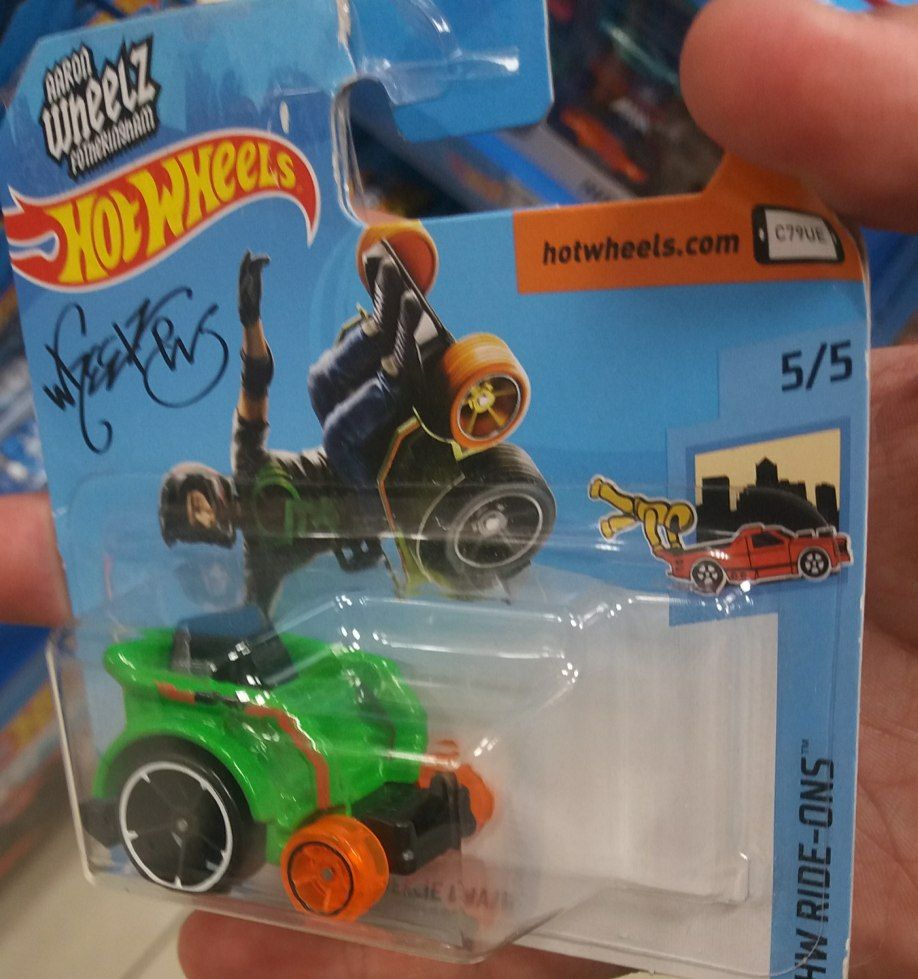 AARON
Wheelz
FOTHERINGHAM
HOT WHEELS
hotwheels.com
C79UE
5/5
HW RIDE-ONS™